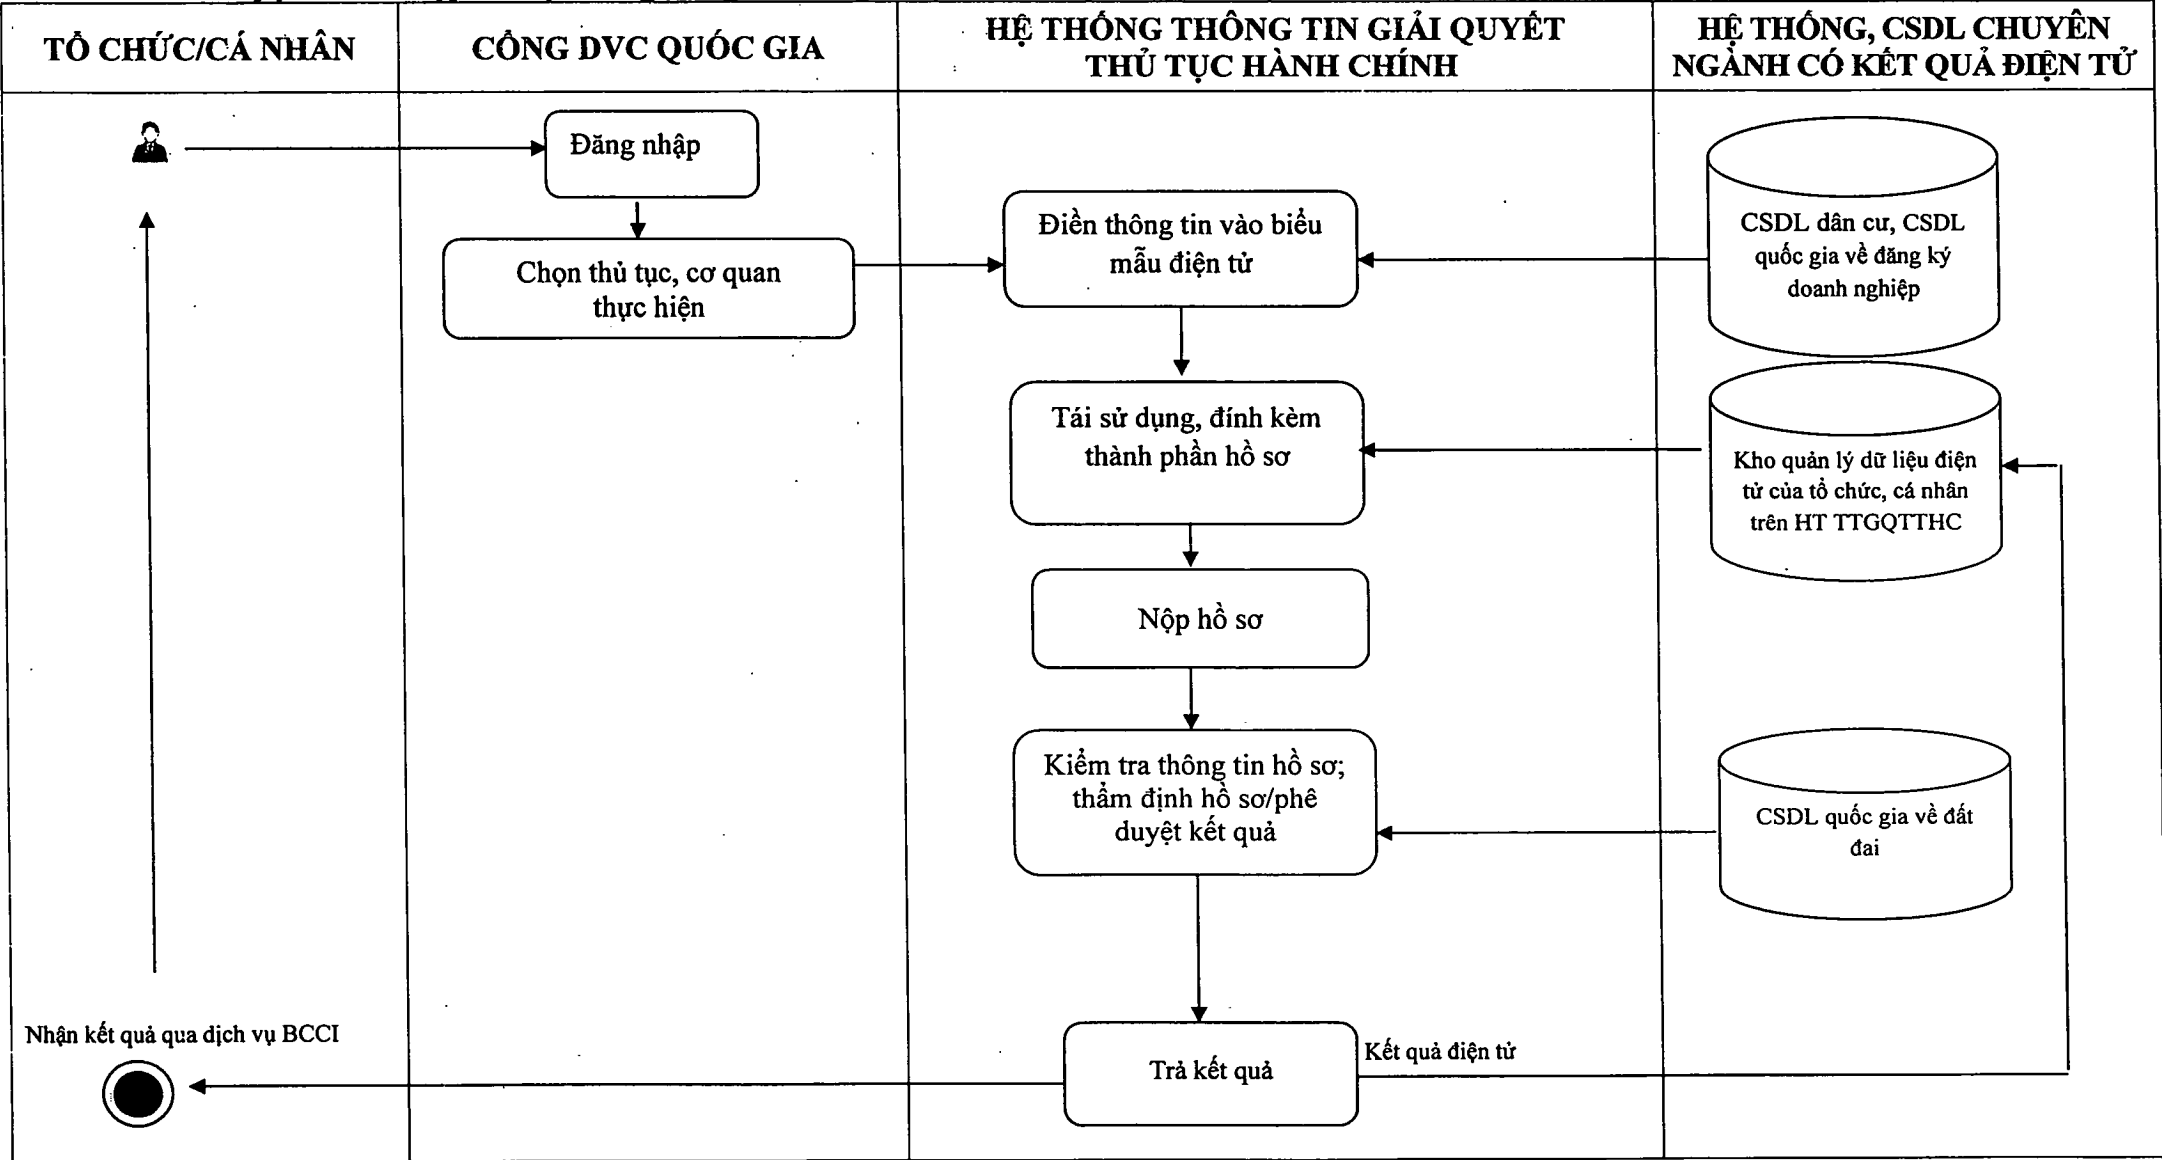 TỔ CHỨC/CÁ NHÂN
CỔNG DVC QUỐC GIA
HỆ THỐNG THÔNG TIN GIẢI QUYẾT
THỦ TỤC HÀNH CHÍNH
HỆ THỐNG, CSDL CHUYÊN
NGÀNH CÓ KẾT QUẢ ĐIỆN TỬ
Đăng nhập
Chọn thủ tục, cơ quan
thực hiện
Điền thông tin vào biểu
mẫu điện tử
CSDL dân cư, CSDL
quốc gia về đăng ký
doanh nghiệp
Tái sử dụng, đính kèm
thành phần hồ sơ
Kho quản lý dữ liệu điện
tử của tổ chức, cá nhân
trên HT TTGQTTHC
Nộp hồ sơ
Kiểm tra thông tin hồ sơ;
thẩm định hồ sơ/phê
duyệt kết quả
CSDL quốc gia về đất
đai
Nhận kết quả qua dịch vụ BCCI
Trả kết quả
Kết quả điện tử